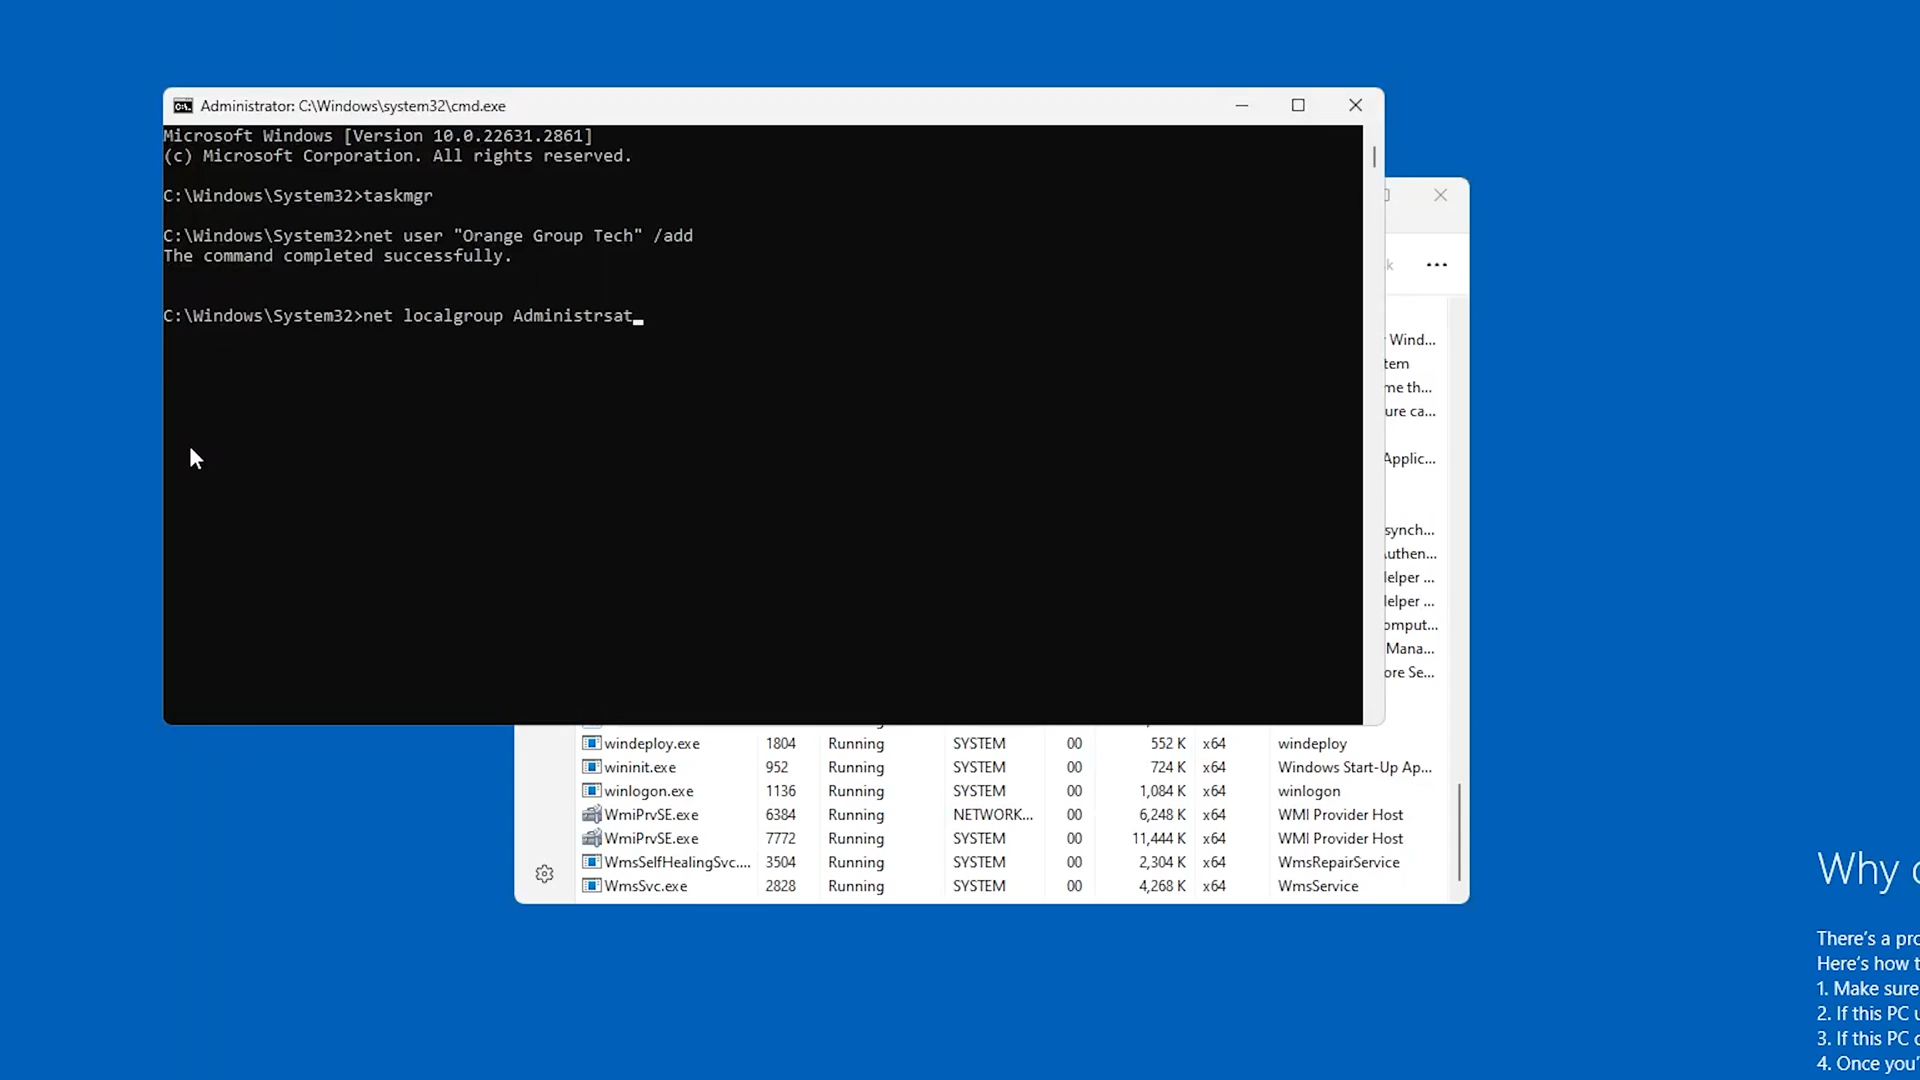 Administrator: C:\Windows\system32\cmd.exe
Microsoft Windows [Version 10.0.22631.2861]
(c) Microsoft Corporation. All rights reserved.
C:\Windows\System32>taskmgr
C:\Windows\System32>net user "Orange Group Tech" /add
The command completed successfully.
C:\Windows\System32>net localgroup Administrsat
k
Wind...
tem
me th...
ure ca...
Applic...
synch...
uthen...
elper ...
elper ...
omput...
Mana...
ore Se...
windeploy.exe 1804 Running SYSTEM 00 552 K x64 windeploy
wininit.exe 952 Running SYSTEM 00 724 K x64 Windows Start-Up Ap...
winlogon.exe 1136 Running SYSTEM 00 1,084 K x64 winlogon
WmiPrvSE.exe 6384 Running NETWORK... 00 6,248 K x64 WMI Provider Host
WmiPrvSE.exe 7772 Running SYSTEM 00 11,444 K x64 WMI Provider Host
WmsSelfHealingSvc.... 3504 Running SYSTEM 00 2,304 K x64 WmsRepairService
WmsSvc.exe 2828 Running SYSTEM 00 4,268 K x64 WmsService
Why
There's a pro
Here's how t
1. Make sure
2. If this PC
3. If this PC
4. Once you'